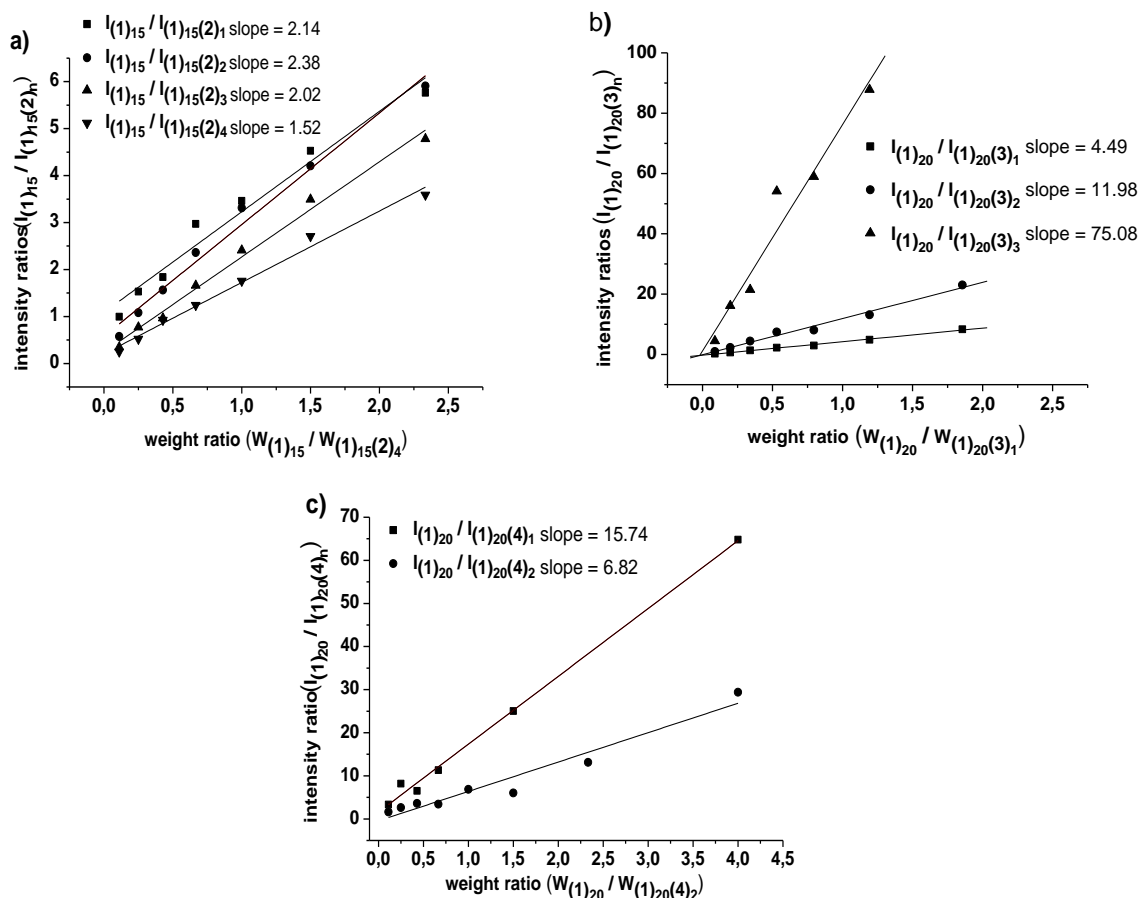 a)
I(1)15 / I(1)15(2)1 slope = 2.14
I(1)15 / I(1)15(2)2 slope = 2.38
I(1)15 / I(1)15(2)3 slope = 2.02
I(1)15 / I(1)15(2)4 slope = 1.52
intensity ratios(I(1)15 / I(1)15(2)n)
6
5
4
3
2
1
0
0,0 0,5 1,0 1,5 2,0 2,5
weight ratio (W(1)15 / W(1)15(2)4)
b)
intensity ratios (I(1)20 / I(1)20(3)n)
100
80
60
40
20
0
I(1)20 / I(1)20(3)1 slope = 4.49
I(1)20 / I(1)20(3)2 slope = 11.98
I(1)20 / I(1)20(3)3 slope = 75.08
0,0 0,5 1,0 1,5 2,0 2,5
weight ratio (W(1)20 / W(1)20(3)1)
c)
I(1)20 / I(1)20(4)1 slope = 15.74
I(1)20 / I(1)20(4)2 slope = 6.82
intensity ratio(I(1)20 / I(1)20(4)n)
70
60
50
40
30
20
10
0
0,0 0,5 1,0 1,5 2,0 2,5 3,0 3,5 4,0 4,5
weight ratio (W(1)20 / W(1)20(4)2)